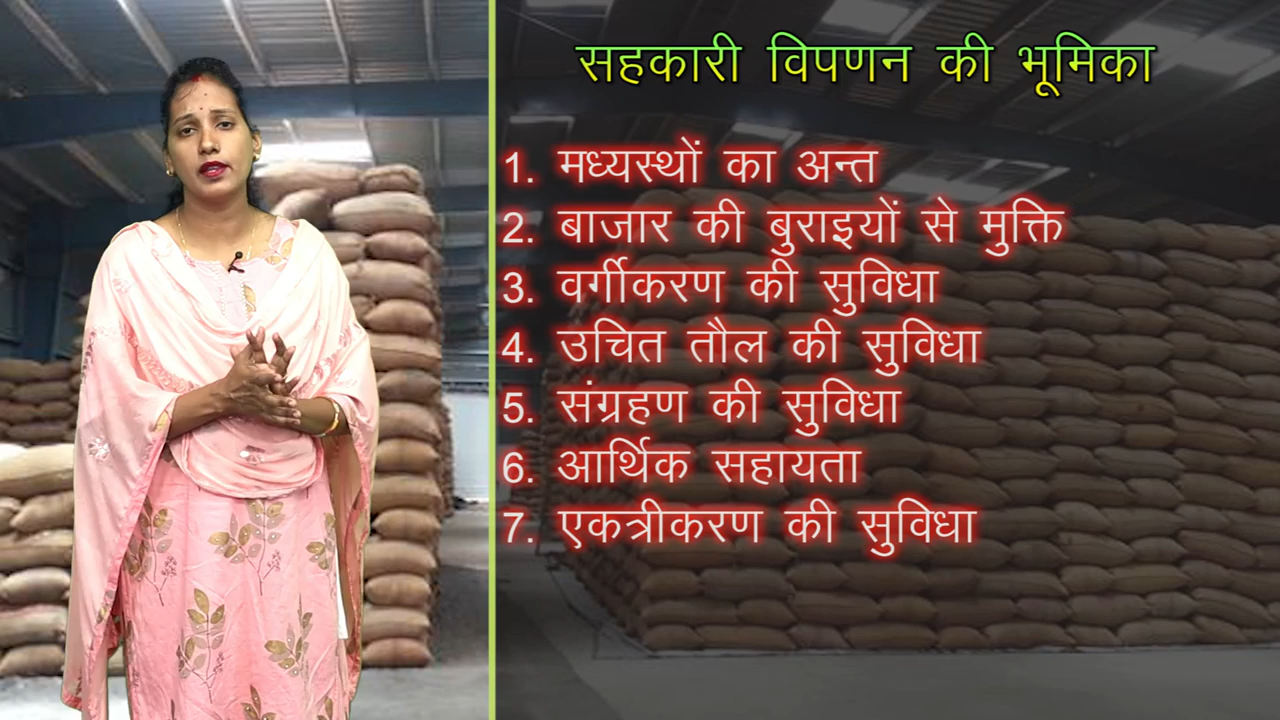 सहकारी विपणन की भूमिका
1. मध्यस्थों का अन्त
2. बाजार की बुराइयों से मुक्ति
3. वर्गीकरण की सुविधा
4. उचित तौल की सुविधा
5. संग्रहण की सुविधा
6. आर्थिक सहायता
7. एकत्रीकरण की सुविधा